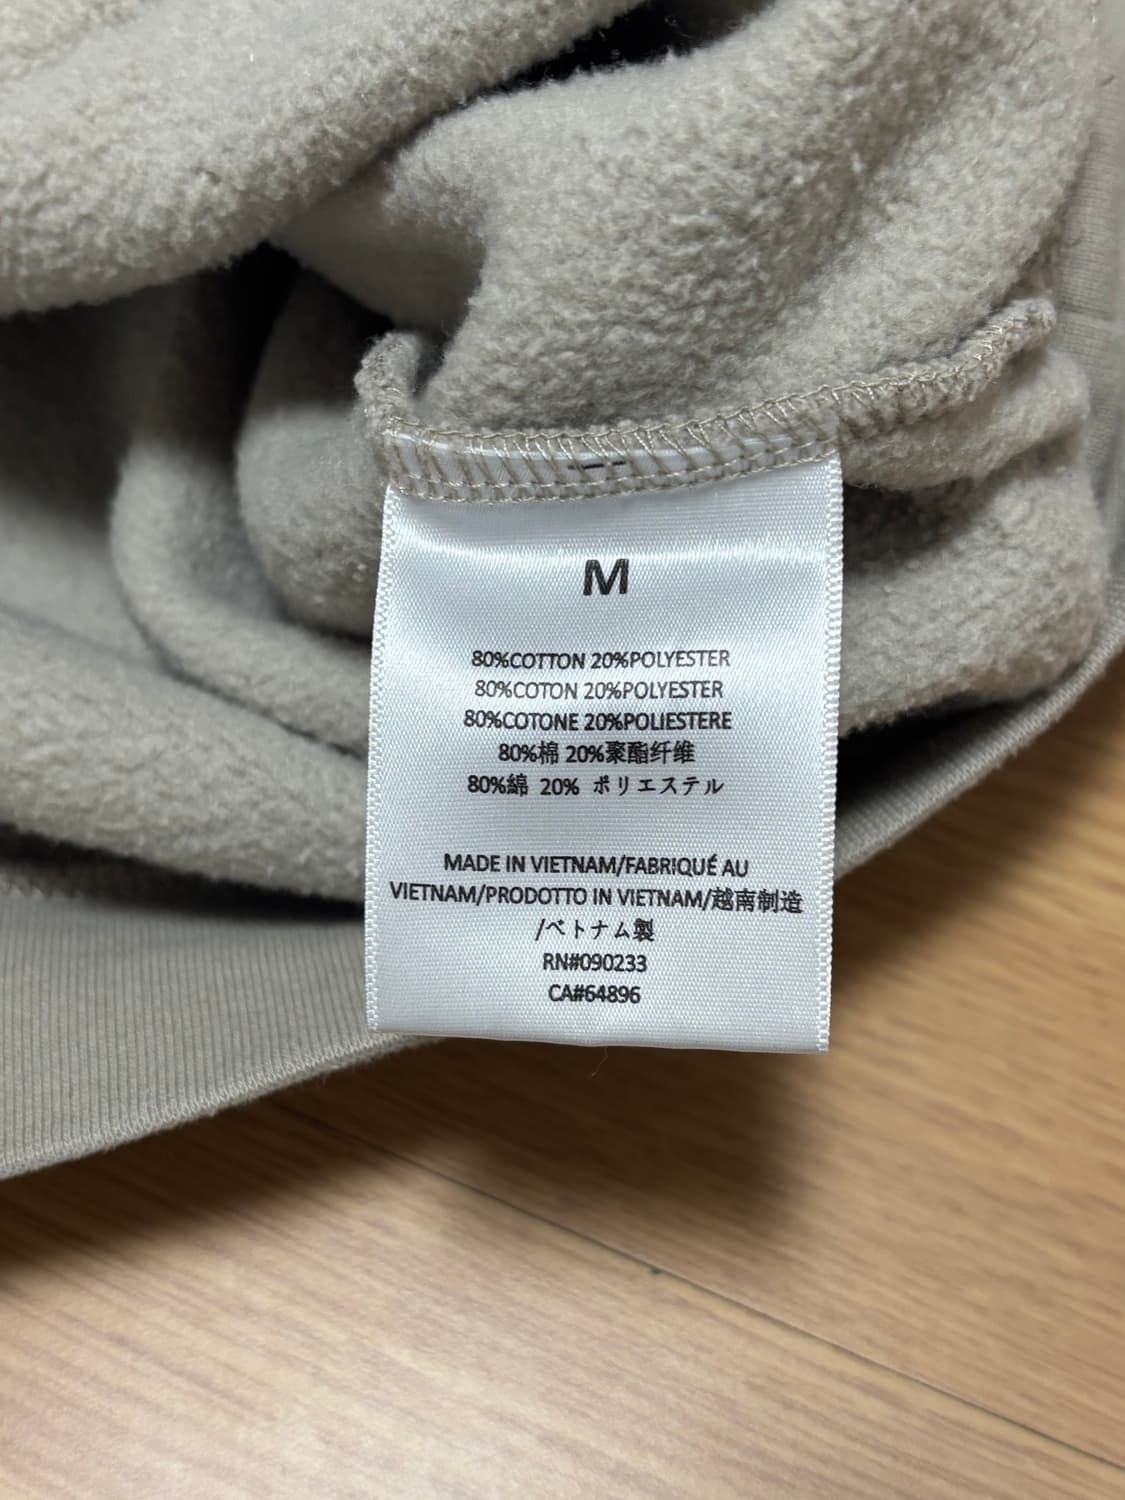 M
80%COTTON 20%POLYESTER
80%COTON 20%POLYESTER
80%COTONE 20%POLIESTERE
80%棉 20%聚酯纤维
80%綿 20% ポリエステル
MADE IN VIETNAM/FABRIQUÉ AU
VIETNAM/PRODOTTO IN VIETNAM/越南制造
/ベトナム製
RN#090233
CA#64896